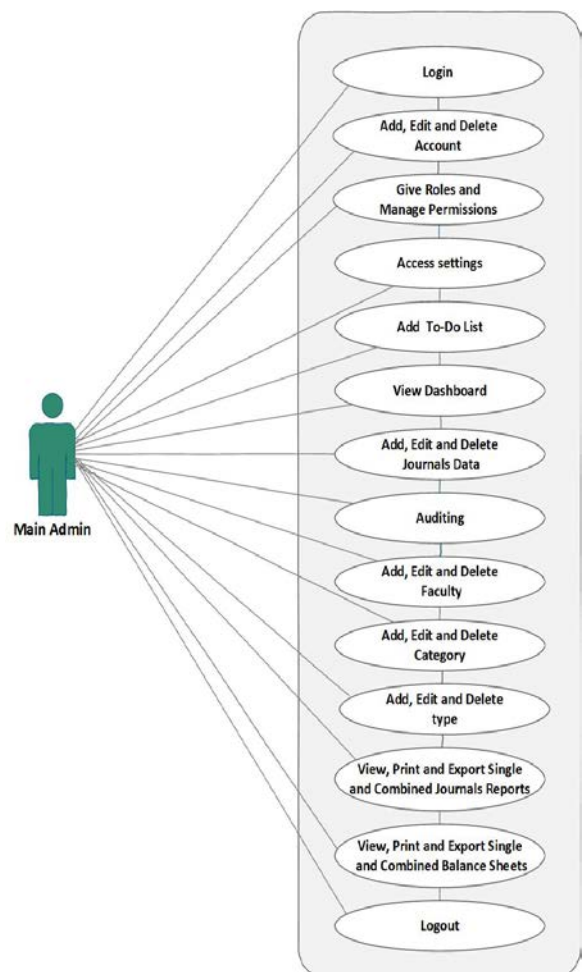 Login
Add, Edit and Delete
Account
Give Roles and
Manage Permissions
Access settings
Add To-Do List
View Dashboard
Add, Edit and Delete
Journals Data
Auditing
Add, Edit and Delete
Faculty
Add, Edit and Delete
Category
Add, Edit and Delete
type
View, Print and Export Single
and Combined Journals Reports
View, Print and Export Single
and Combined Balance Sheets
Logout
Main Admin